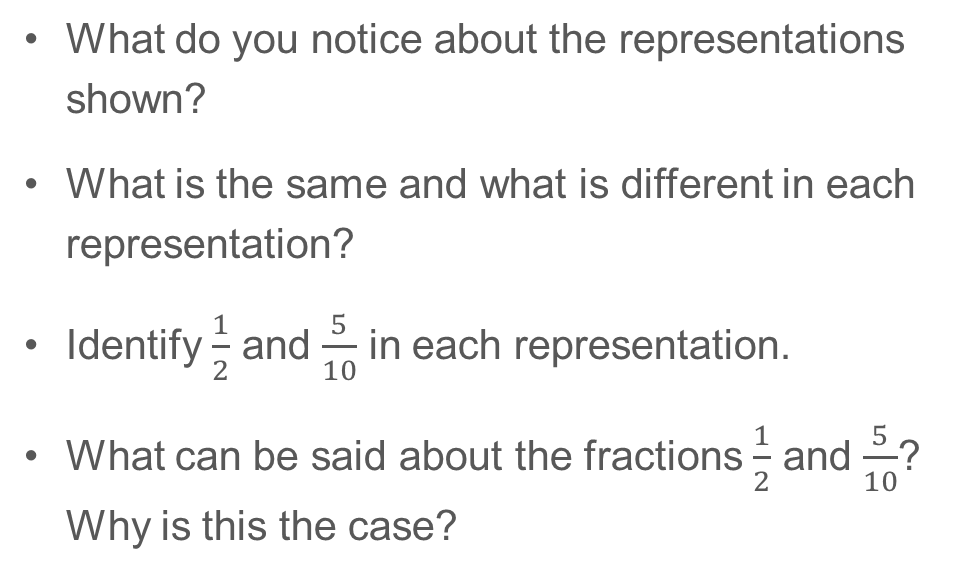 • What do you notice about the representations
shown?
• What is the same and what is different in each
representation?
• Identify 1/2 and 5/10 in each representation.
• What can be said about the fractions 1/2 and 5/10?
Why is this the case?